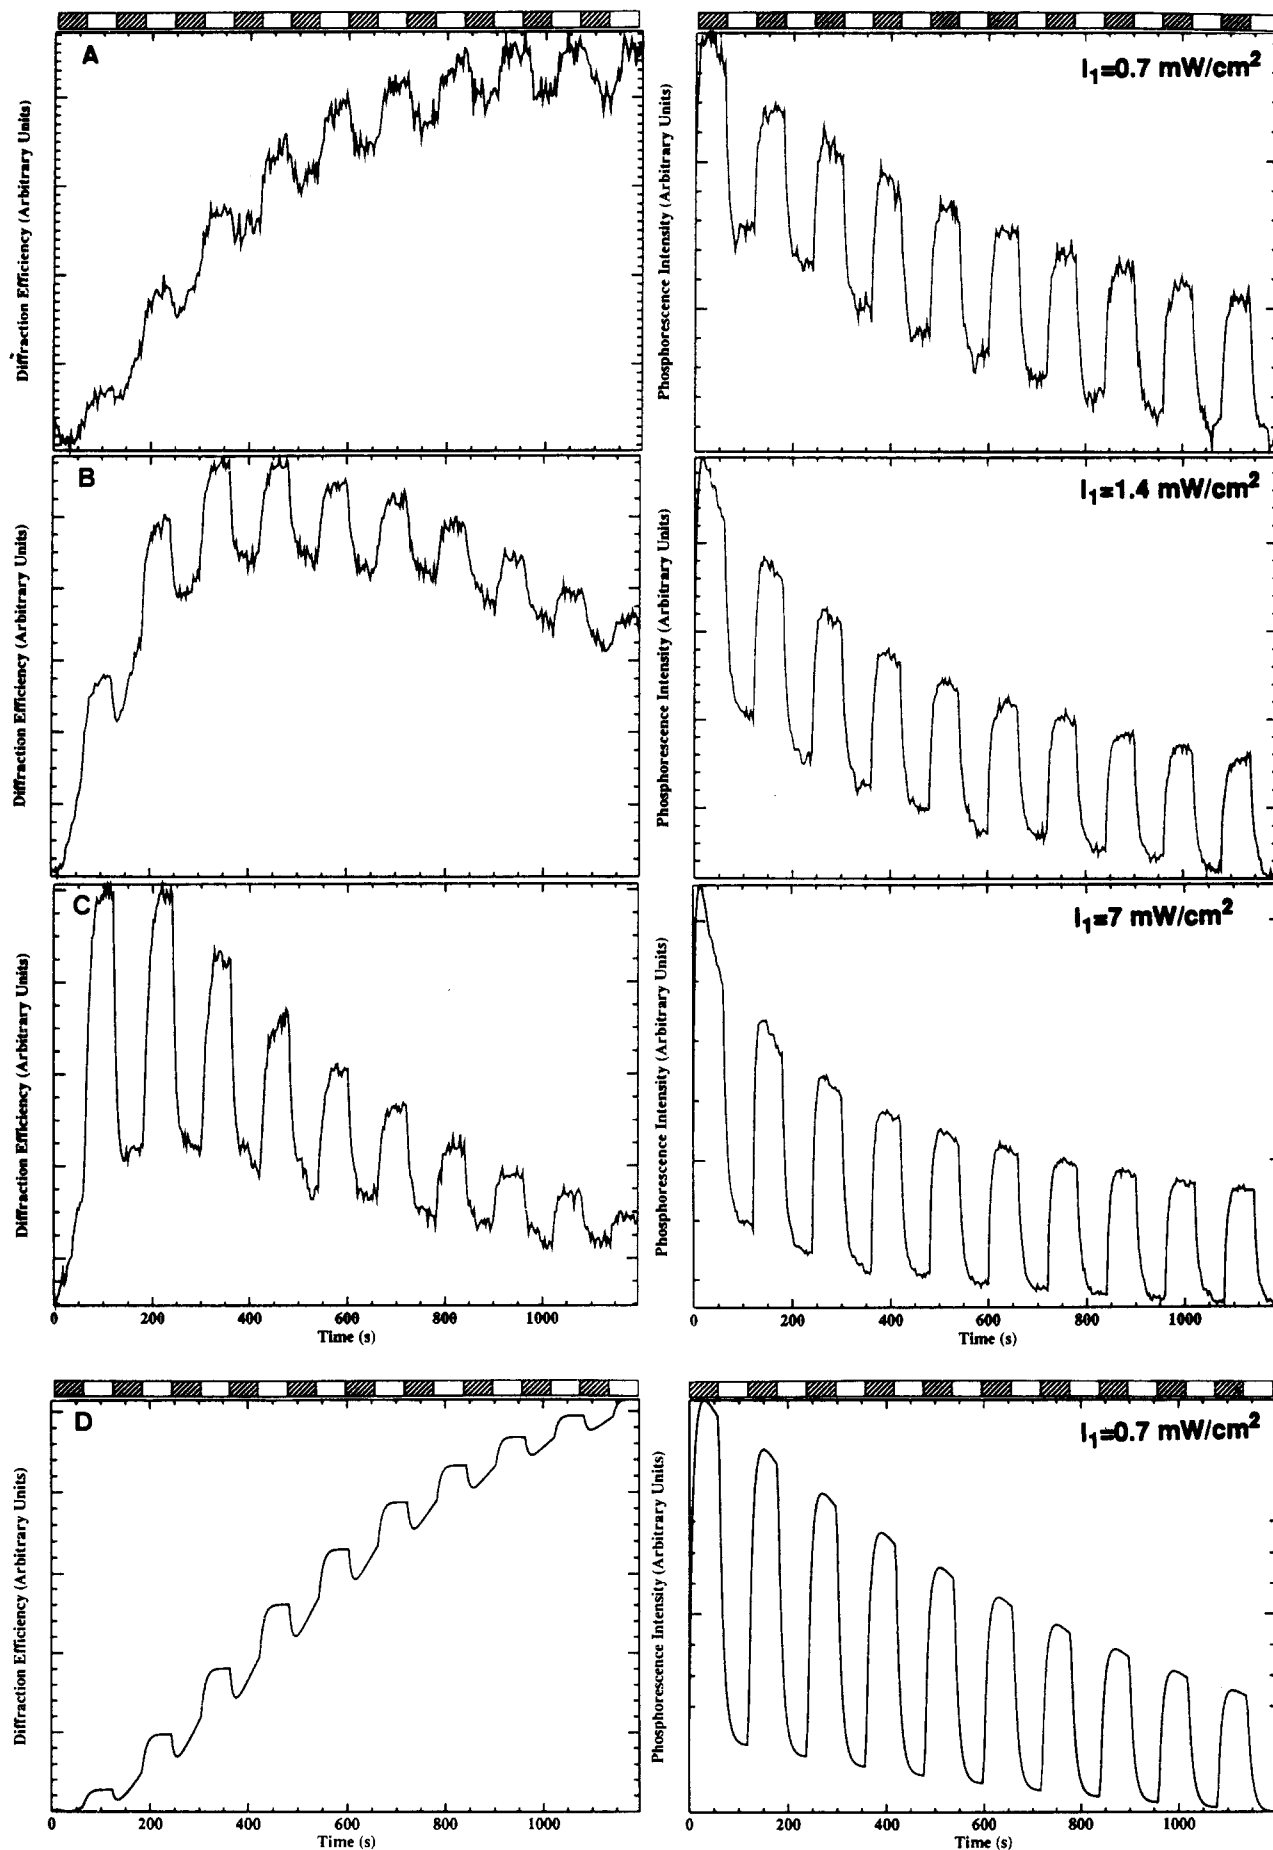 A
Diffraction Efficiency (Arbitrary Units)
I₁=0.7 mW/cm²
Phosphorescence Intensity (Arbitrary Units)
B
Diffraction Efficiency (Arbitrary Units)
I₁=1.4 mW/cm²
Phosphorescence Intensity (Arbitrary Units)
C
Diffraction Efficiency (Arbitrary Units)
0 200 400 600 800 1000
Time (s)
I₁=7 mW/cm²
Phosphorescence Intensity (Arbitrary Units)
0 200 400 600 800 1000
Time (s)
D
Diffraction Efficiency (Arbitrary Units)
0 200 400 600 800 1000
Time (s)
I₁=0.7 mW/cm²
Phosphorescence Intensity (Arbitrary Units)
0 200 400 600 800 1000
Time (s)